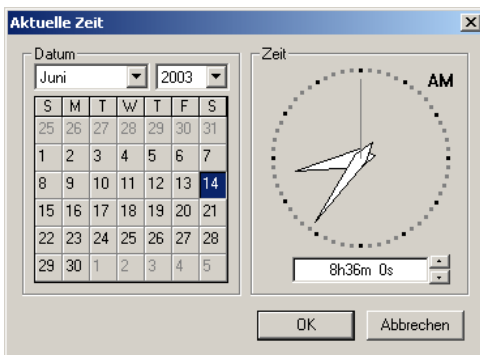 Aktuelle Zeit
Datum
Juni 2003
S M T W T F S
25 26 27 28 29 30 31
1 2 3 4 5 6 7
8 9 10 11 12 13 14
15 16 17 18 19 20 21
22 23 24 25 26 27 28
29 30 1 2 3 4 5
Zeit
AM
8h36m 0s
OK Abbrechen